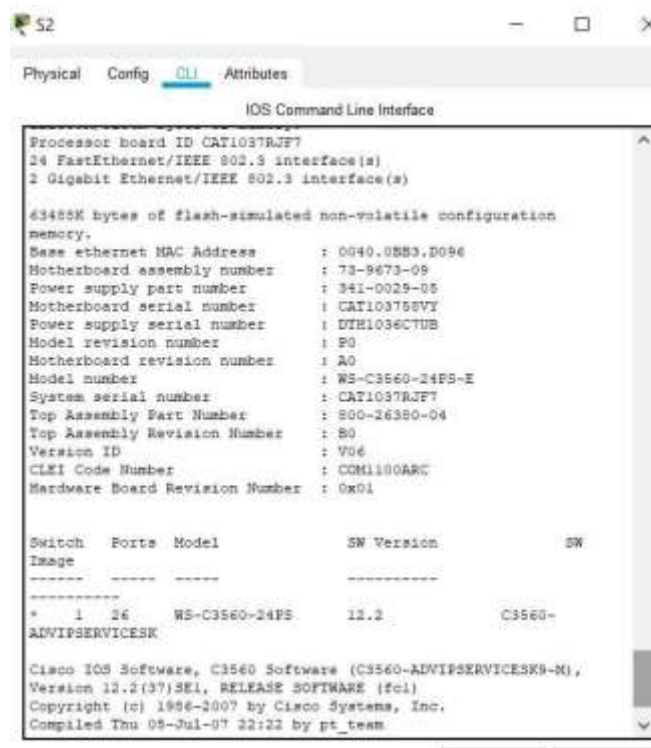 S2
Physical Config CLI Attributes
IOS Command Line Interface
Processor board ID CAT1037RJF7
24 FastEthernet/IEEE 802.3 interface(s)
2 Gigabit Ethernet/IEEE 802.3 interface(s)
63488K bytes of flash-simulated non-volatile configuration
memory.
Base ethernet MAC Address : 0040.0BB3.D096
Motherboard assembly number : 73-9673-09
Power supply part number : 341-0029-05
Motherboard serial number : CAT103758VY
Power supply serial number : DTH1036C7UB
Model revision number : P0
Motherboard revision number : A0
Model number : WS-C3560-24PS-E
System serial number : CAT1037RJF7
Top Assembly Part Number : 800-26380-04
Top Assembly Revision Number : B0
Version ID : V06
CLEI Code Number : COM1100ARC
Hardware Board Revision Number : 0x01
Switch Ports Model SW Version SW
Image
------ ----- ----- ----------
----------
* 1 26 WS-C3560-24PS 12.2 C3560-
ADVIPSERVICESK
Cisco IOS Software, C3560 Software (C3560-ADVIPSERVICESK9-M),
Version 12.2(37)SE1, RELEASE SOFTWARE (fc1)
Copyright (c) 1986-2007 by Cisco Systems, Inc.
Compiled Thu 05-Jul-07 22:22 by pt_team